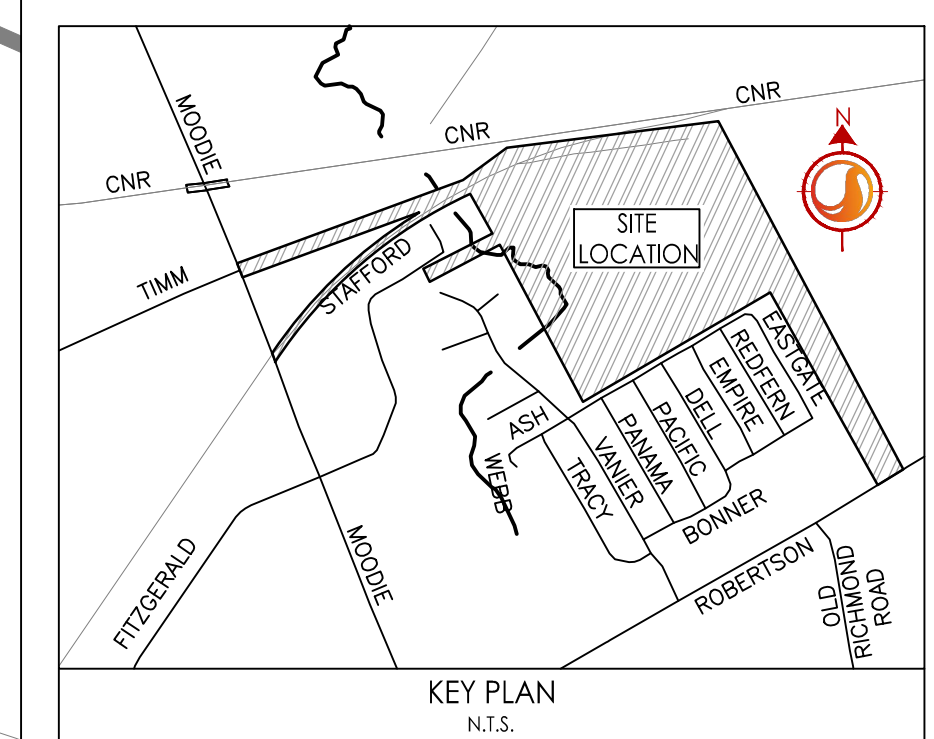 MOODIE
CNR
CNR
CNR
N
SITE
LOCATION
TIMM
STAFFORD
EASTGATE
REDFERN
EMPIRE
DELL
PACIFIC
PANAMA
VANIER
TRACY
ASH
WEBB
BONNER
ROBERTSON
MOODIE
FITZGERALD
OLD
RICHMOND
ROAD
KEY PLAN
N.T.S.